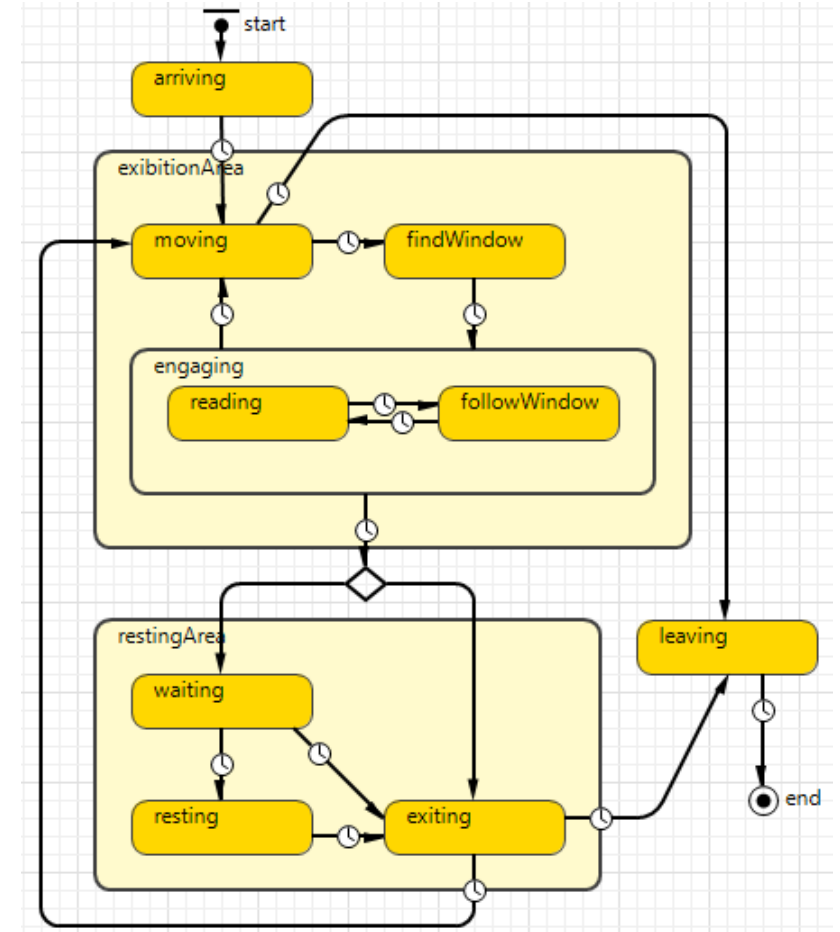 start
arriving
exibitionArea
moving
findWindow
engaging
reading
followWindow
restingArea
leaving
waiting
end
resting
exiting